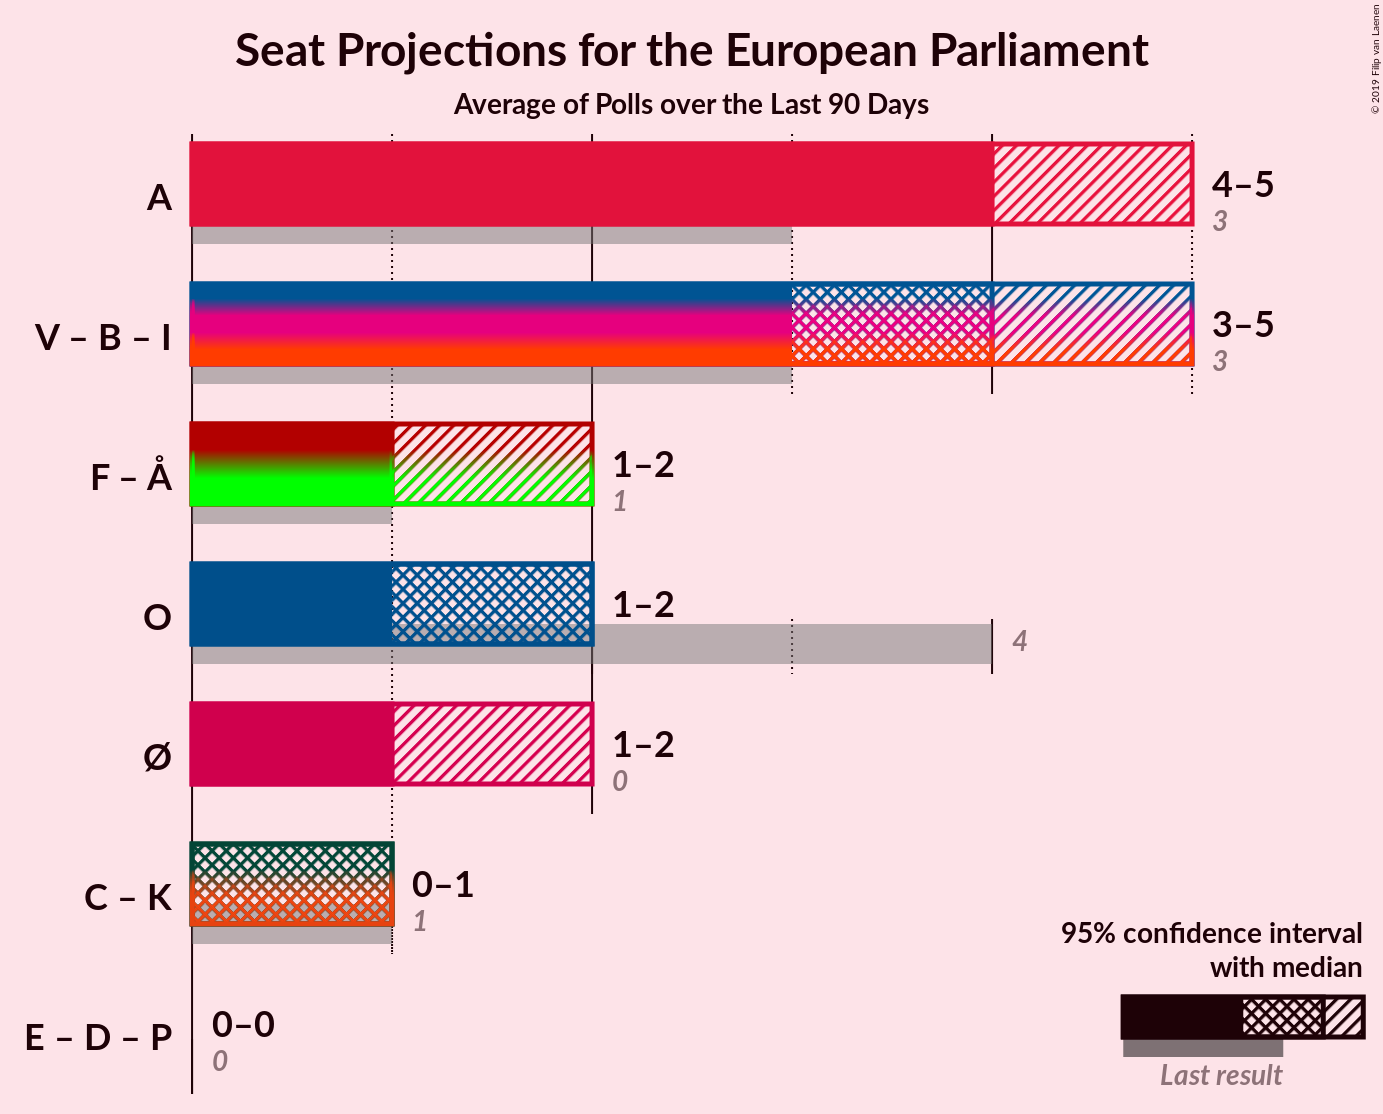 Seat Projections for the European Parliament
Average of Polls over the Last 90 Days
© 2019 Filip van Laenen
A
4–5
3
V – B – I
3–5
3
F – Å
1–2
1
O
1–2
4
Ø
1–2
0
C – K
0–1
1
E – D – P
0–0
0
95% confidence interval
with median
Last result